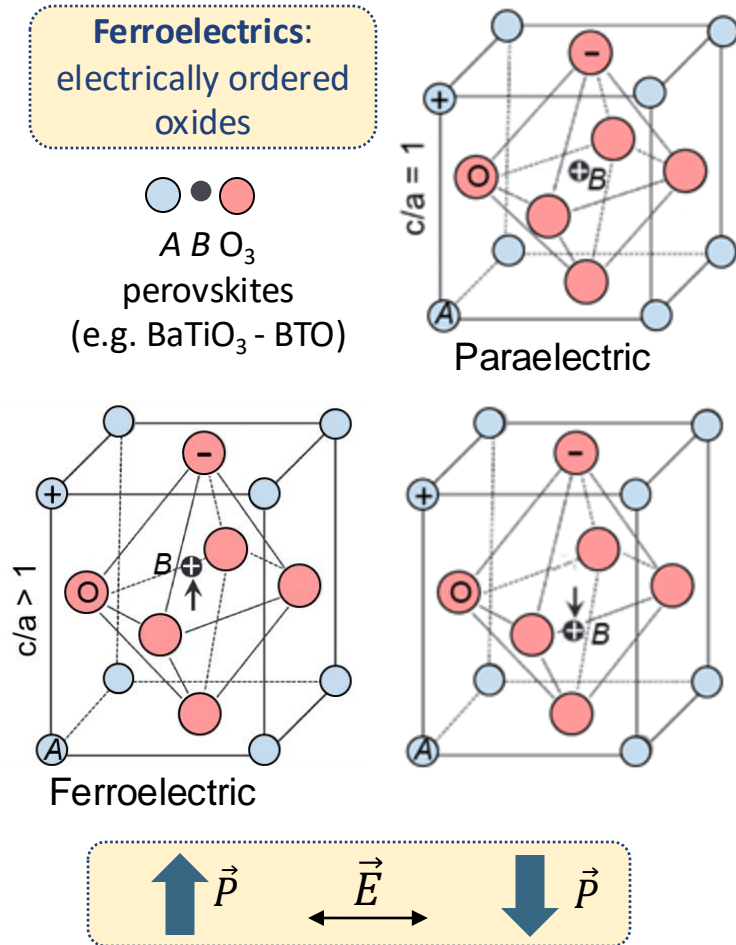 Ferroelectrics:
electrically ordered
oxides
A B O₃
perovskites
(e.g. BaTiO₃ - BTO)
c/a = 1
+
-
O
+
B
A
Paraelectric
c/a > 1
+
-
B
+
O
A
Ferroelectric
+
-
O
+
B
A
P⃗
E⃗
P⃗